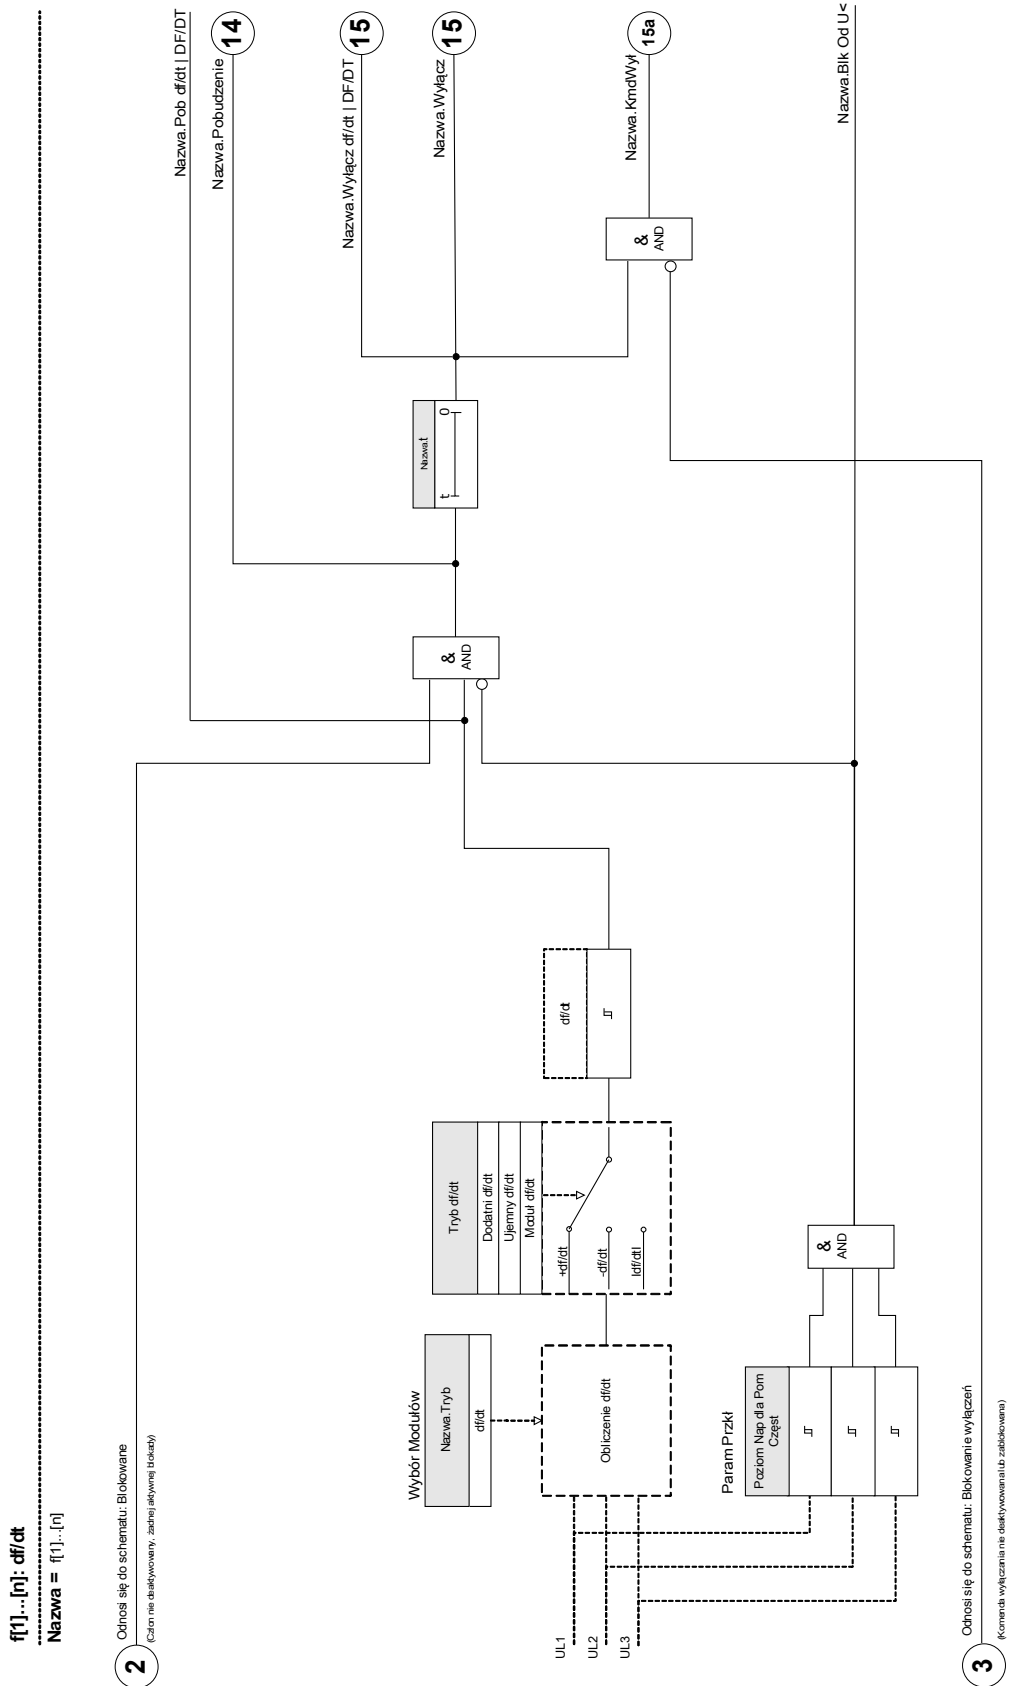 f[1]...[n]: df/dt
Nazwa = f[1]...[n]
2
Odnosi się do schematu: Blokowane
(Człon nie deaktywowany, żadnej aktywnej blokady)
Nazwa.Pob df/dt | DF/DT
Nazwa.Pobudzenie
14
Nazwa.Wyłącz df/dt | DF/DT
15
Nazwa.Wyłącz
15
Nazwa.KmdWył
15a
Nazwa.Blk Od U<
&
AND
Nazwa.t
t
0
&
AND
Wybór Modułów
Nazwa.Tryb
df/dt
Obliczenie df/dt
Tryb df/dt
Dodatni df/dt
Ujemny df/dt
Moduł df/dt
+df/dt
-df/dt
Idf/dtI
df/dt
UL1
UL2
UL3
Param Przkł
Poziom Nap dla Pom
Częst
&
AND
3
Odnosi się do schematu: Blokowanie wyłączeń
(Komenda wyłączania nie deaktywowana lub zablokowana)